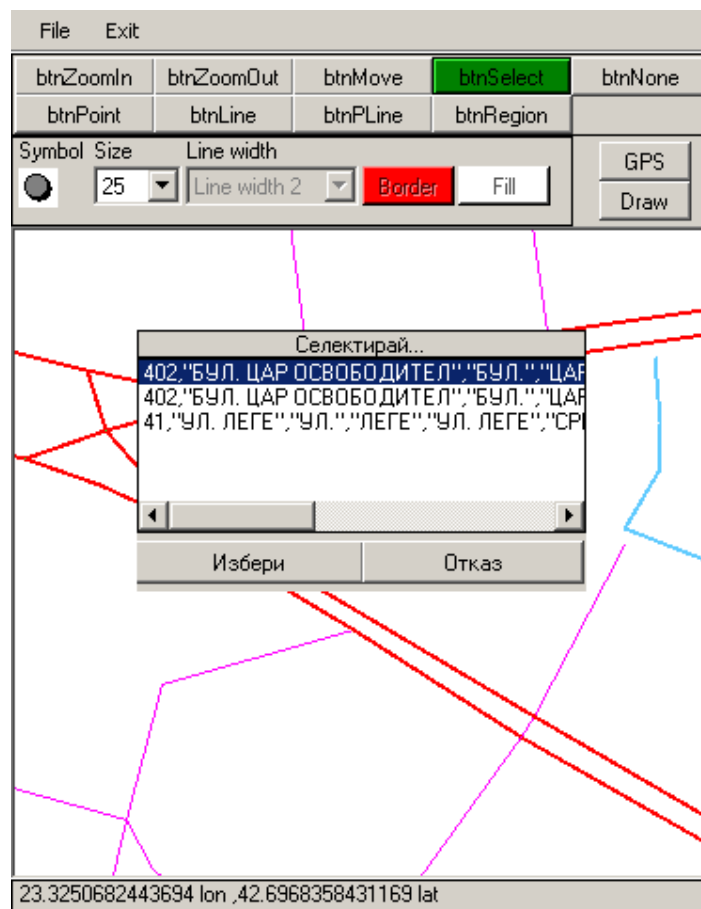 File Exit
btnZoomIn btnZoomOut btnMove btnSelect btnNone
btnPoint btnLine btnPLine btnRegion
Symbol Size Line width
25 Line width 2 Border Fill
GPS
Draw
Селектирай...
402,"БУЛ. ЦАР ОСВОБОДИТЕЛ","БУЛ.","ЦАР
402,"БУЛ. ЦАР ОСВОБОДИТЕЛ","БУЛ.","ЦАР
41,"УЛ. ЛЕГЕ","УЛ.","ЛЕГЕ","УЛ. ЛЕГЕ","СР
Избери Отказ
23.3250682443694 lon ,42.6968358431169 lat